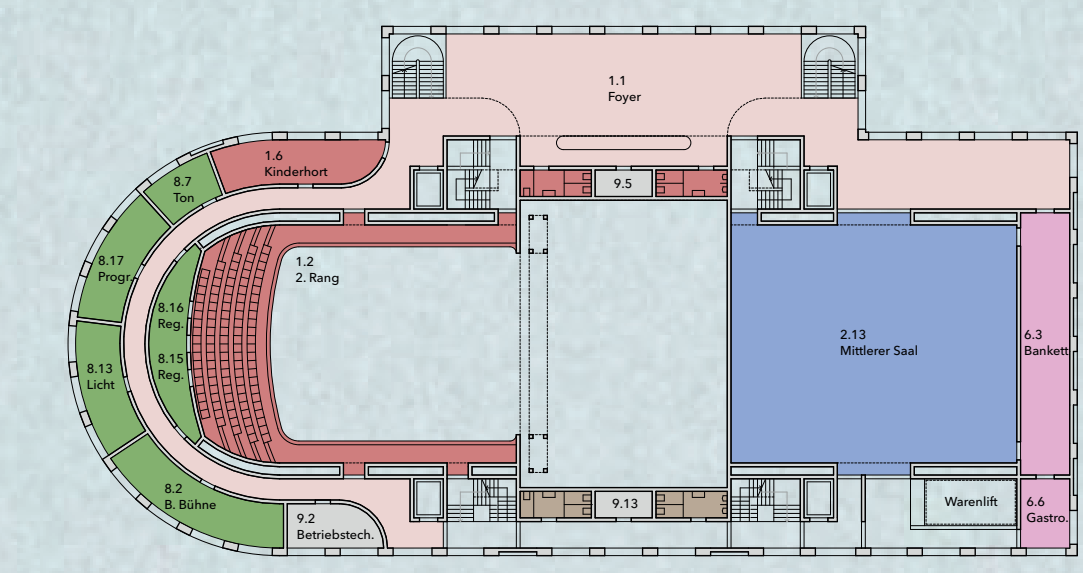 1.1
Foyer
1.6
Kinderhort
8.7
Ton
9.5
8.17
Progr.
1.2
2. Rang
8.16
Reg.
8.15
Reg.
2.13
Mittlerer Saal
6.3
Bankett
8.13
Licht
8.2
B. Bühne
9.2
Betriebstech.
9.13
Warenlift
6.6
Gastro.